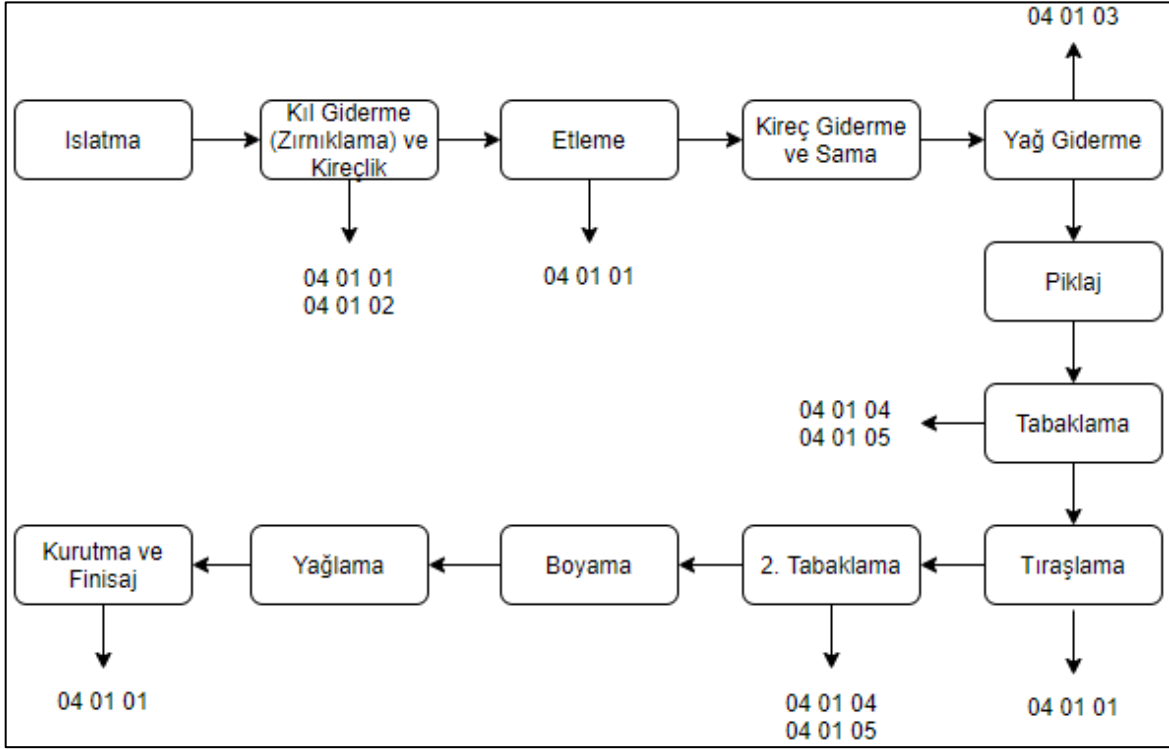 04 01 03
Islatma
Kıl Giderme
(Zırnıklama) ve
Kireçlik
Etleme
Kireç Giderme
ve Sama
Yağ Giderme
04 01 01
04 01 02
04 01 01
Piklaj
04 01 04
04 01 05
Tabaklama
Kurutma ve
Finisaj
Yağlama
Boyama
2. Tabaklama
Tıraşlama
04 01 01
04 01 04
04 01 05
04 01 01